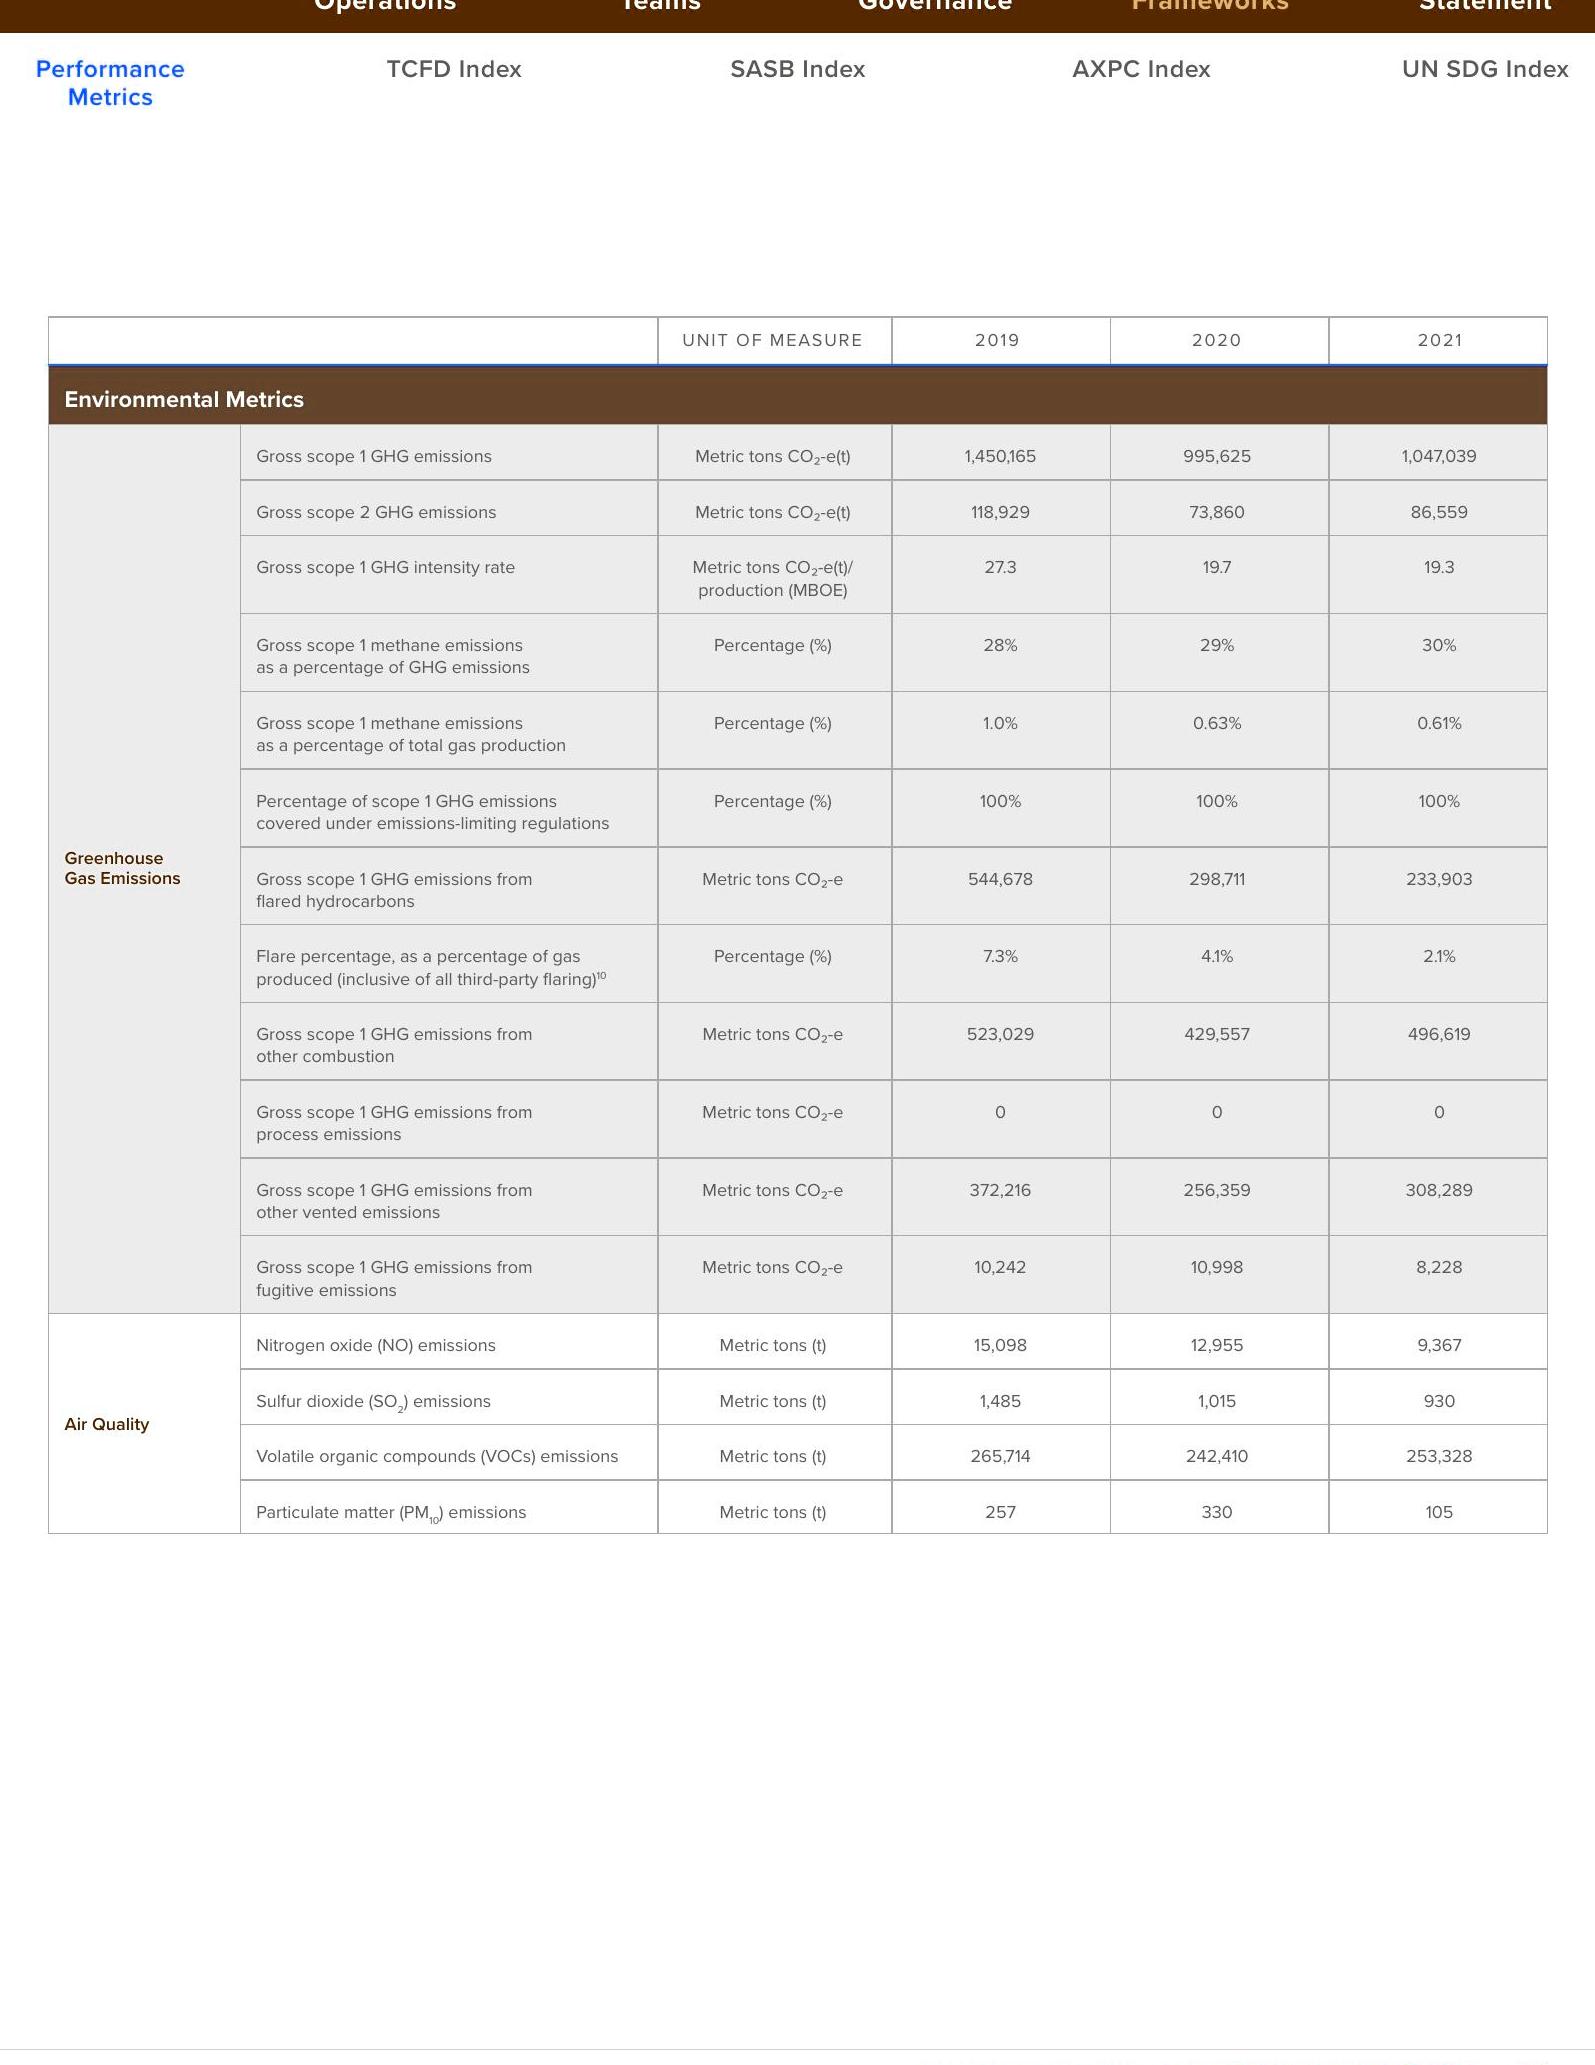 Operations Teams Governance Frameworks Statement
Performance
Metrics
TCFD Index
SASB Index
AXPC Index
UN SDG Index
UNIT OF MEASURE 2019 2020 2021
Environmental Metrics
Greenhouse
Gas Emissions
Gross scope 1 GHG emissions Metric tons CO₂-e(t) 1,450,165 995,625 1,047,039
Gross scope 2 GHG emissions Metric tons CO₂-e(t) 118,929 73,860 86,559
Gross scope 1 GHG intensity rate Metric tons CO₂-e(t)/ 27.3 19.7 19.3
production (MBOE)
Gross scope 1 methane emissions Percentage (%) 28% 29% 30%
as a percentage of GHG emissions
Gross scope 1 methane emissions Percentage (%) 1.0% 0.63% 0.61%
as a percentage of total gas production
Percentage of scope 1 GHG emissions Percentage (%) 100% 100% 100%
covered under emissions-limiting regulations
Gross scope 1 GHG emissions from Metric tons CO₂-e 544,678 298,711 233,903
flared hydrocarbons
Flare percentage, as a percentage of gas Percentage (%) 7.3% 4.1% 2.1%
produced (inclusive of all third-party flaring)¹⁰
Gross scope 1 GHG emissions from Metric tons CO₂-e 523,029 429,557 496,619
other combustion
Gross scope 1 GHG emissions from Metric tons CO₂-e 0 0 0
process emissions
Gross scope 1 GHG emissions from Metric tons CO₂-e 372,216 256,359 308,289
other vented emissions
Gross scope 1 GHG emissions from Metric tons CO₂-e 10,242 10,998 8,228
fugitive emissions
Air Quality
Nitrogen oxide (NO) emissions Metric tons (t) 15,098 12,955 9,367
Sulfur dioxide (SO₂) emissions Metric tons (t) 1,485 1,015 930
Volatile organic compounds (VOCs) emissions Metric tons (t) 265,714 242,410 253,328
Particulate matter (PM₁₀) emissions Metric tons (t) 257 330 105